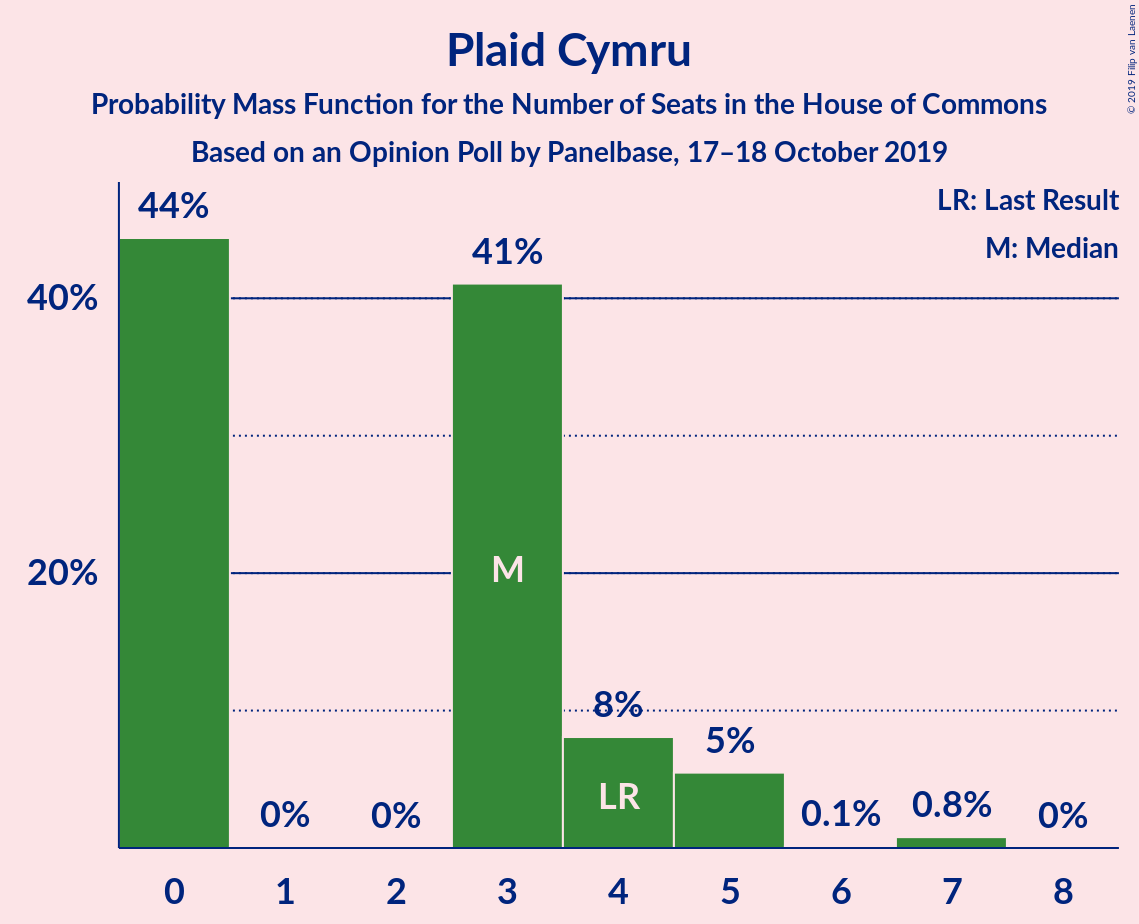 Plaid Cymru
Probability Mass Function for the Number of Seats in the House of Commons
Based on an Opinion Poll by Panelbase, 17–18 October 2019
© 2019 Filip van Laenen
LR: Last Result
M: Median
44%
41%
40%
M
20%
8%
5%
LR
0%
0%
0.1%
0.8%
0%
0 1 2 3 4 5 6 7 8